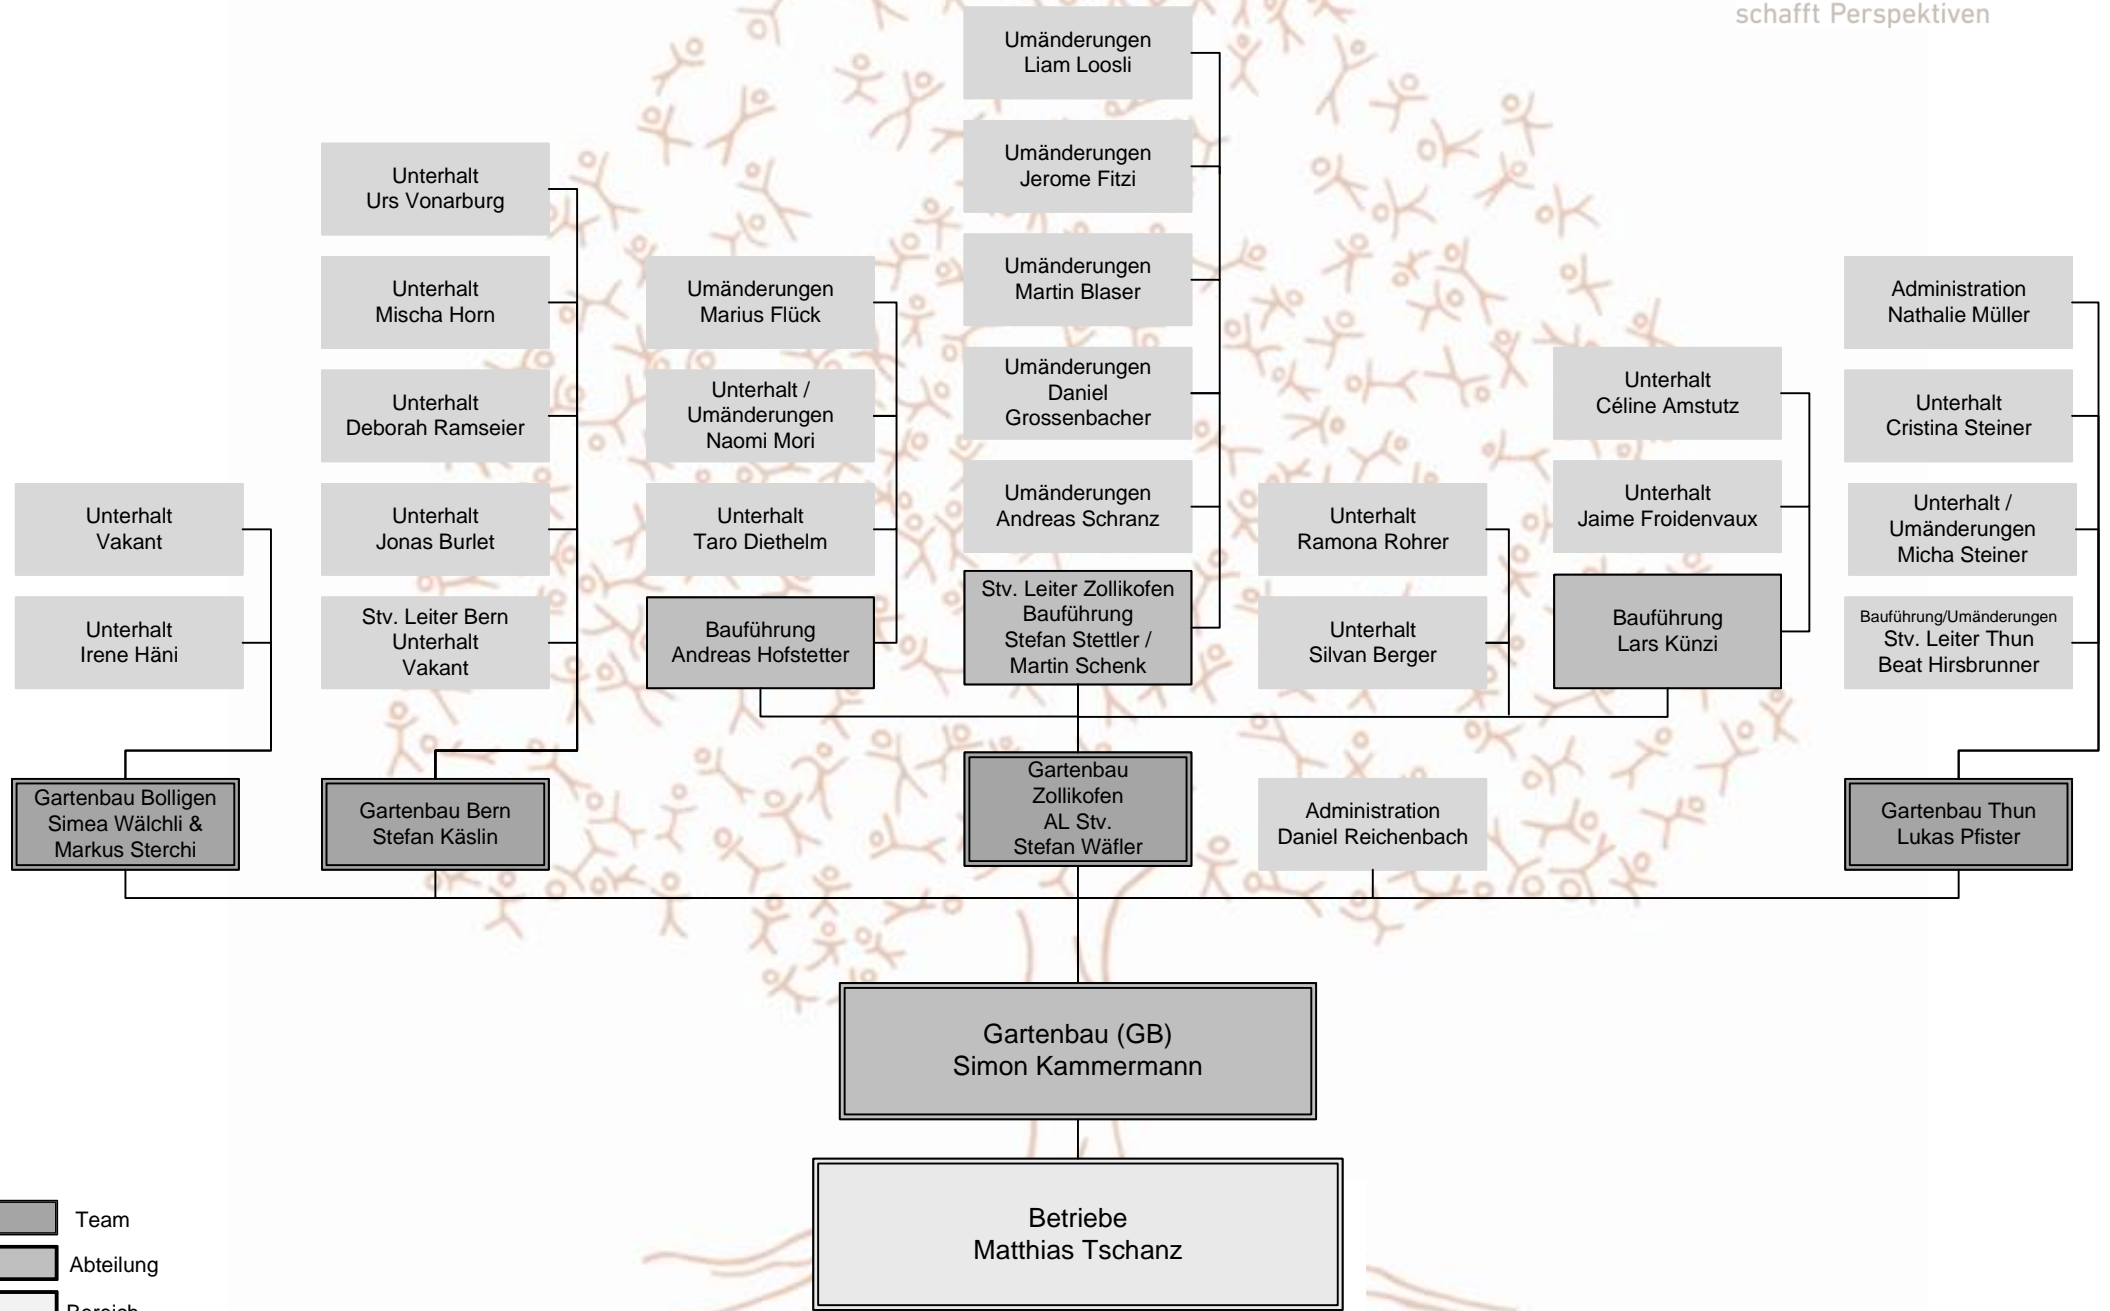 schafft Perspektiven
Umänderungen
Liam Loosli
Umänderungen
Jerome Fitzi
Umänderungen
Martin Blaser
Umänderungen
Daniel
Grossenbacher
Umänderungen
Andreas Schranz
Stv. Leiter Zollikofen
Bauführung
Stefan Stettler /
Martin Schenk
Unterhalt
Urs Vonarburg
Unterhalt
Mischa Horn
Unterhalt
Deborah Ramseier
Unterhalt
Jonas Burlet
Stv. Leiter Bern
Unterhalt
Vakant
Umänderungen
Marius Flück
Unterhalt /
Umänderungen
Naomi Mori
Unterhalt
Taro Diethelm
Bauführung
Andreas Hofstetter
Unterhalt
Vakant
Unterhalt
Irene Häni
Unterhalt
Ramona Rohrer
Unterhalt
Silvan Berger
Unterhalt
Céline Amstutz
Unterhalt
Jaime Froidenvaux
Bauführung
Lars Künzi
Administration
Nathalie Müller
Unterhalt
Cristina Steiner
Unterhalt /
Umänderungen
Micha Steiner
Bauführung/Umänderungen
Stv. Leiter Thun
Beat Hirsbrunner
Gartenbau Bolligen
Simea Wälchli &
Markus Sterchi
Gartenbau Bern
Stefan Käslin
Gartenbau
Zollikofen
AL Stv.
Stefan Wäfler
Administration
Daniel Reichenbach
Gartenbau Thun
Lukas Pfister
Gartenbau (GB)
Simon Kammermann
Betriebe
Matthias Tschanz
Team
Abteilung
Bereich